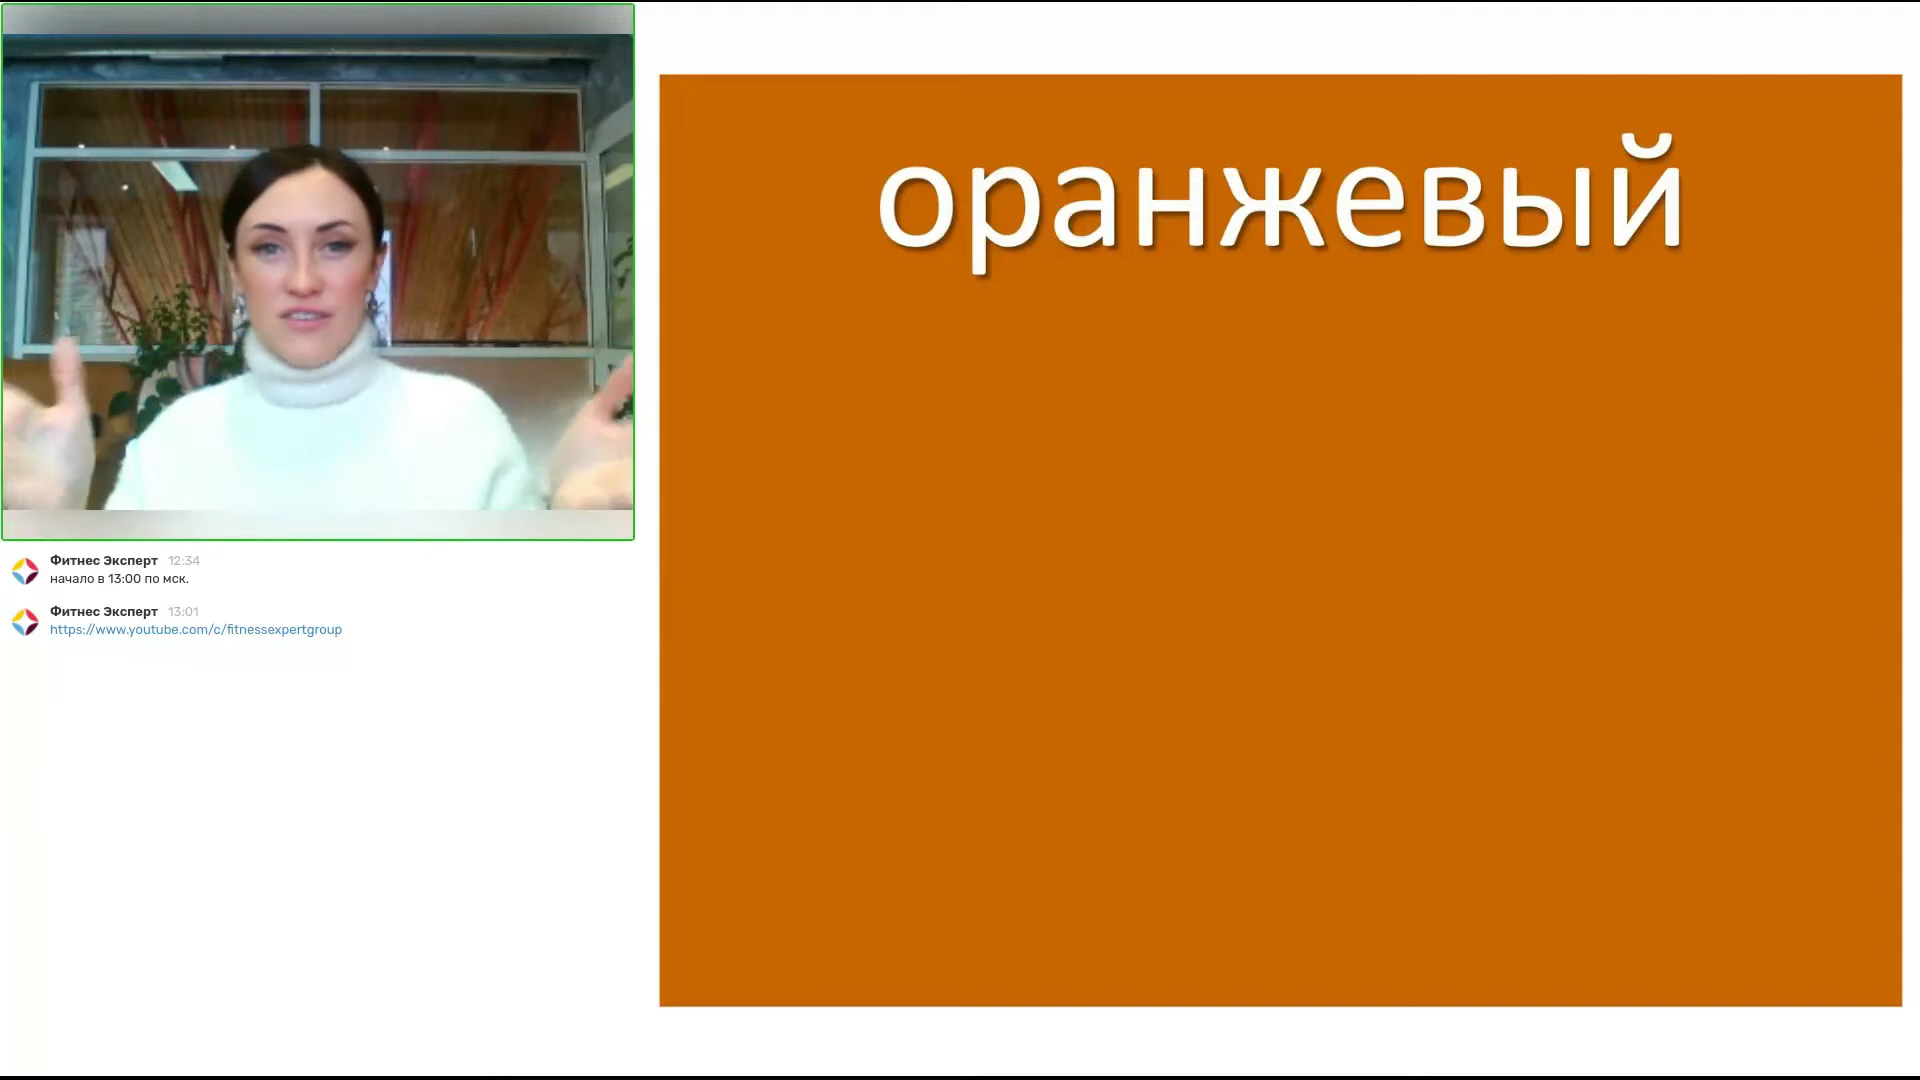 оранжевый
Фитнес Эксперт 12:34
начало в 13:00 по мск.
Фитнес Эксперт 13:01
https://www.youtube.com/c/fitnessexpertgroup